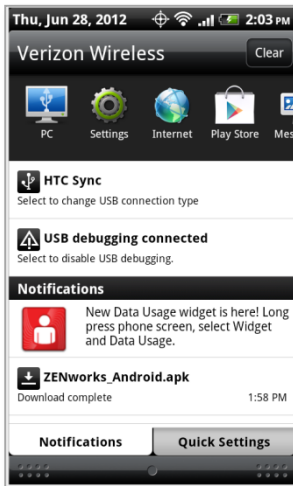 Thu, Jun 28, 2012 2:03 PM
Verizon Wireless Clear
PC Settings Internet Play Store Mes
HTC Sync
Select to change USB connection type
USB debugging connected
Select to disable USB debugging.
Notifications
New Data Usage widget is here! Long
press phone screen, select Widget
and Data Usage.
ZENworks_Android.apk
Download complete 1:58 PM
Notifications Quick Settings